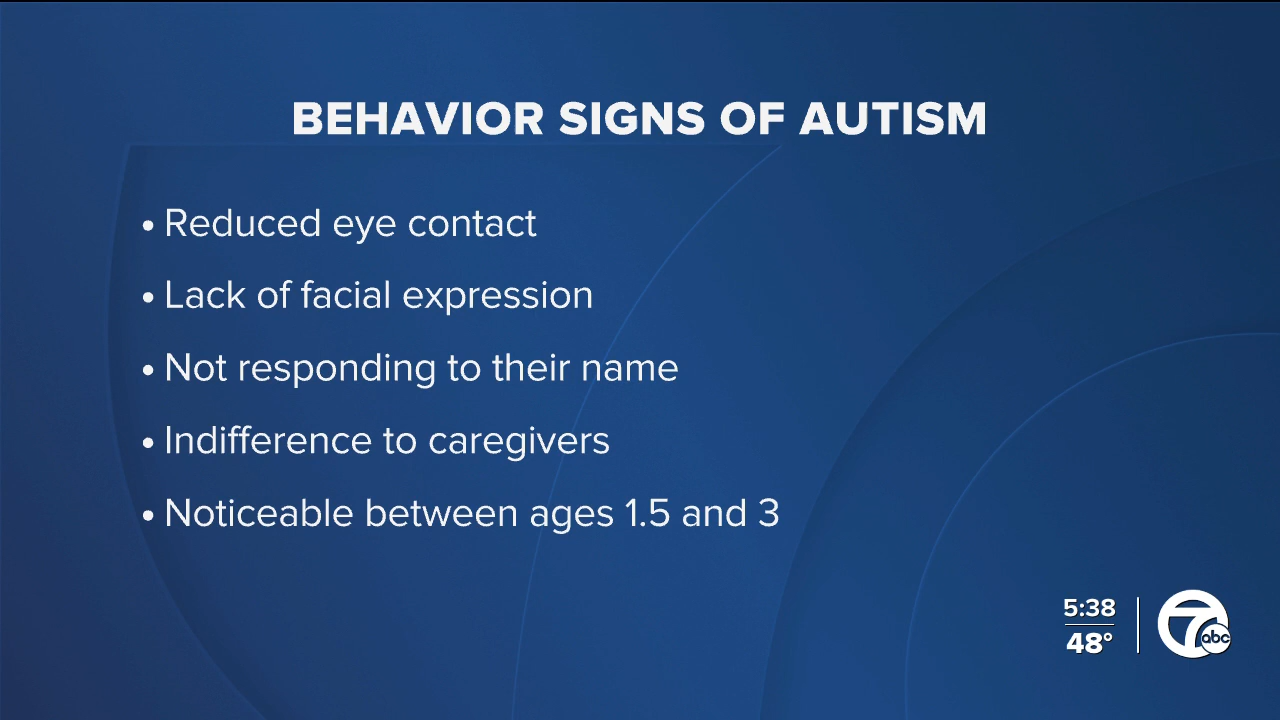 BEHAVIOR SIGNS OF AUTISM
• Reduced eye contact
• Lack of facial expression
• Not responding to their name
• Indifference to caregivers
• Noticeable between ages 1.5 and 3
5:38
48°
7 abc